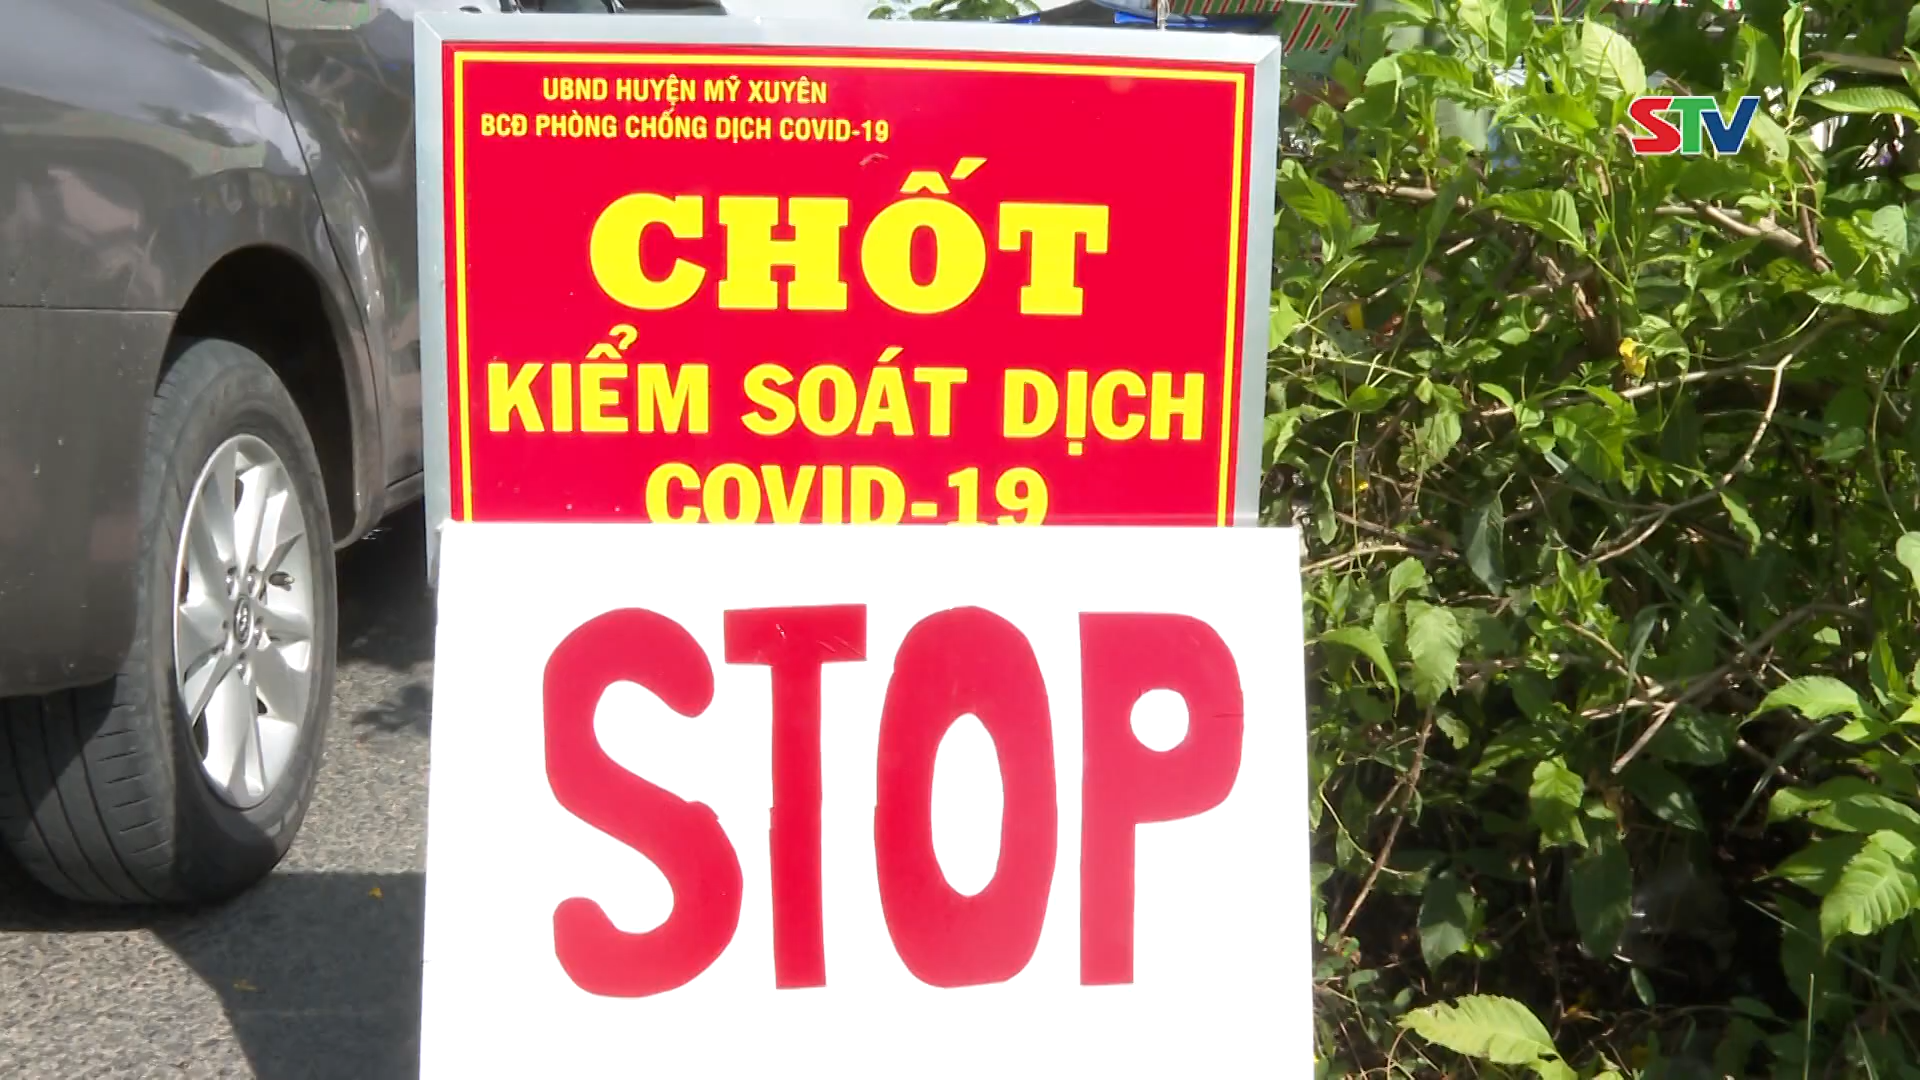 UBND HUYỆN MỸ XUYÊN
BCĐ PHÒNG CHỐNG DỊCH COVID-19
STV
CHỐT
KIỂM SOÁT DỊCH
COVID-19
STOP